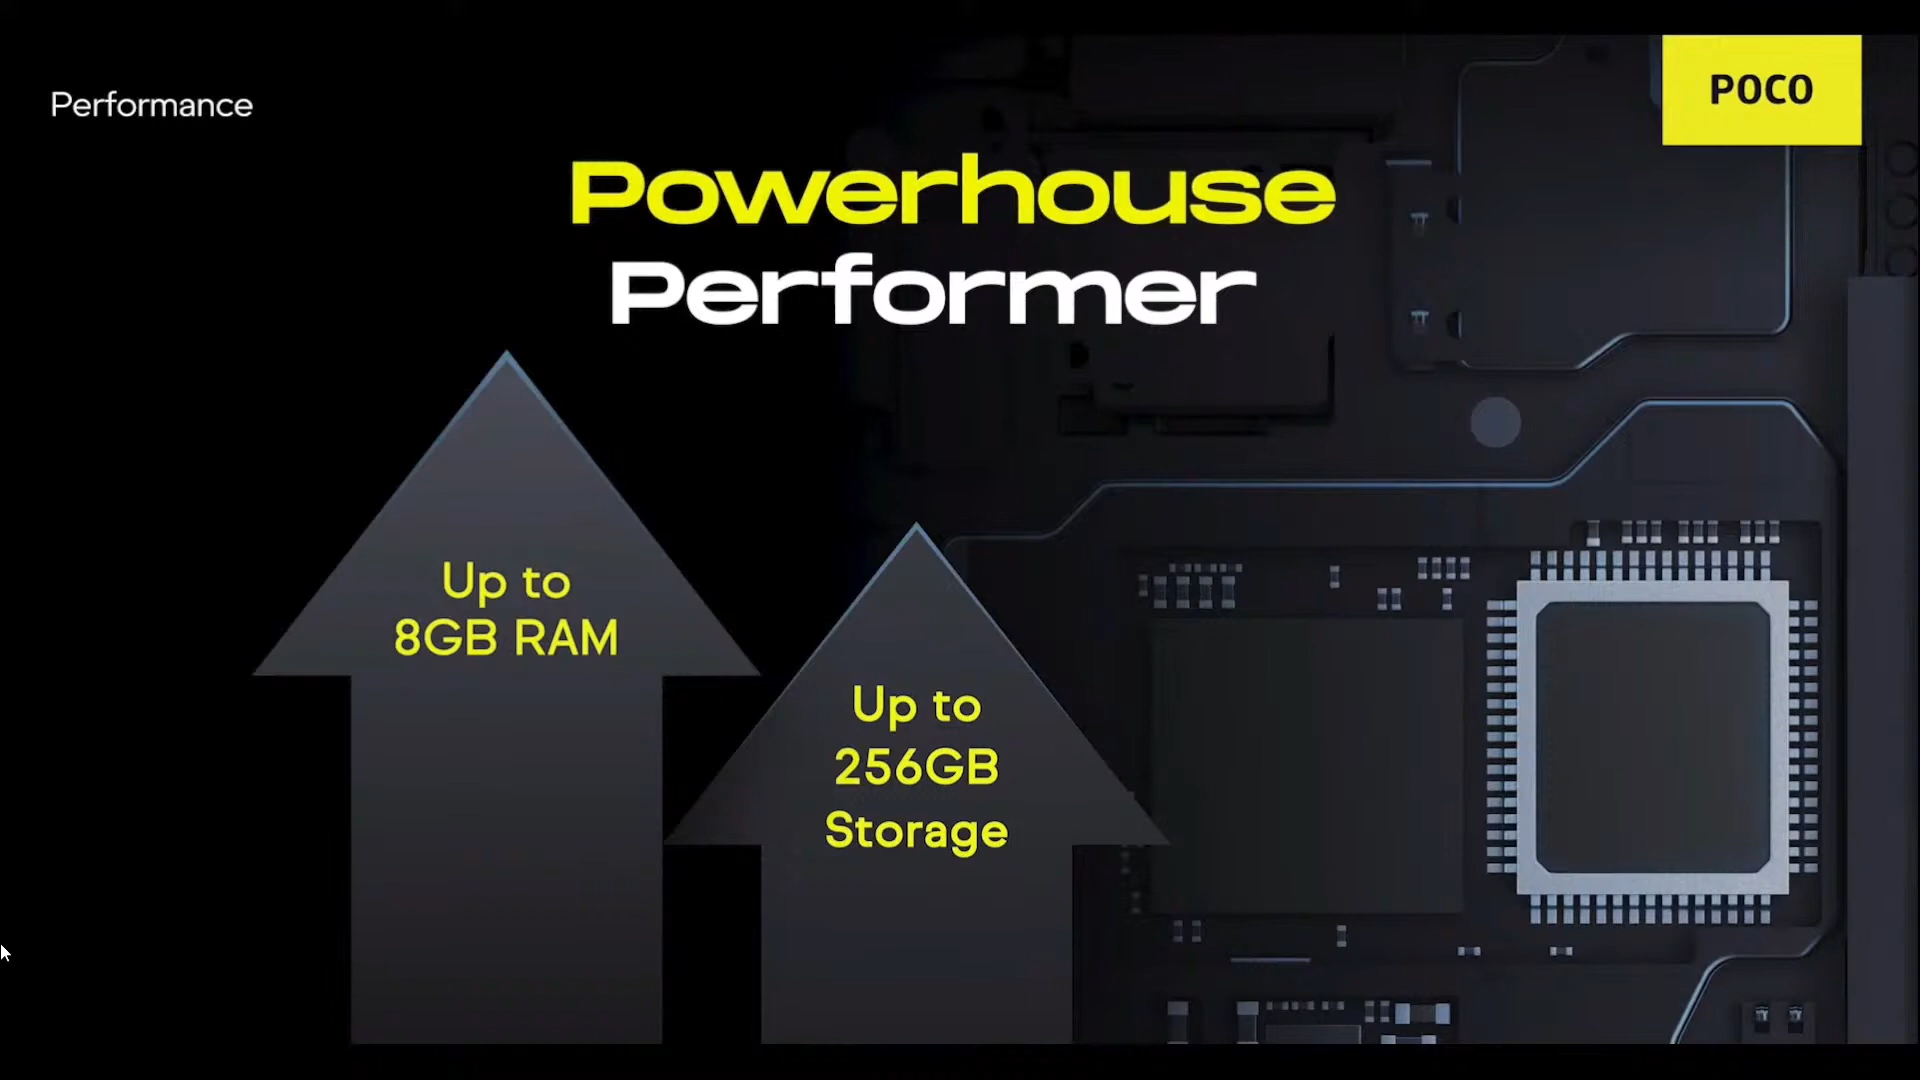 Performance
POCO
Powerhouse
Performer
Up to
8GB RAM
Up to
256GB
Storage